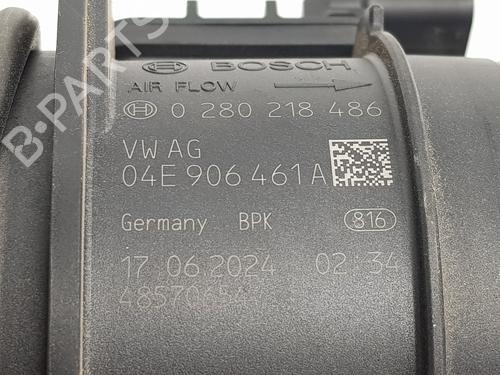 BOSCH
AIR FLOW
0 280 218 486
VW AG
04E 906 461 A
Germany BPK 816
17.06.2024 02:34
48570654
B-PARTS